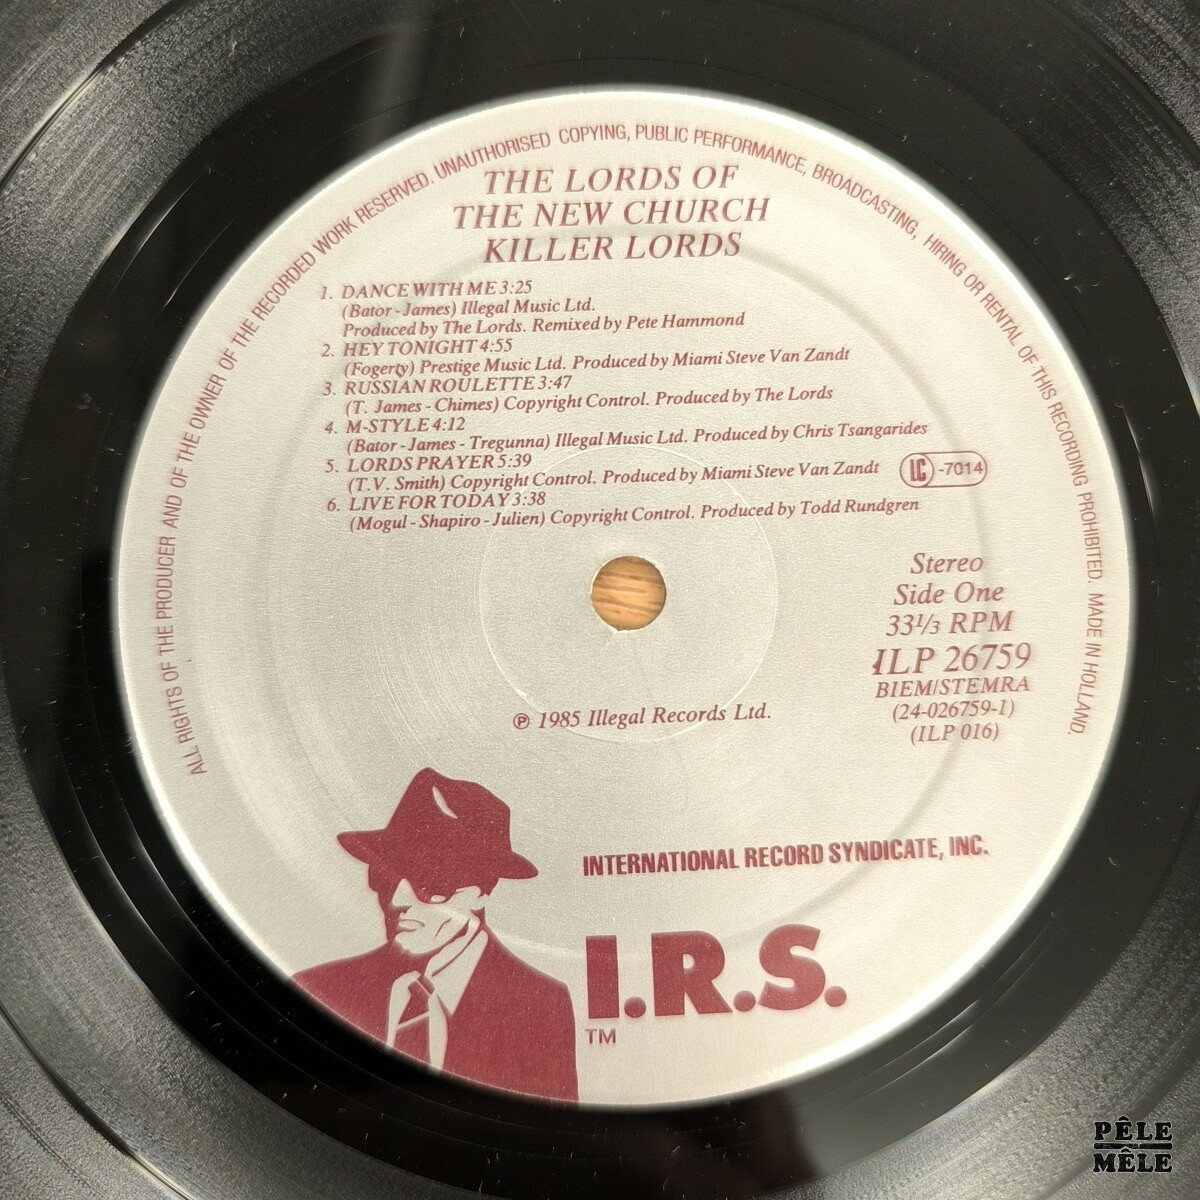 ALL RIGHTS OF THE PRODUCER AND OF THE OWNER OF THE RECORDED WORK RESERVED. UNAUTHORISED COPYING, PUBLIC PERFORMANCE, BROADCASTING, HIRING OR RENTAL OF THIS RECORDING PROHIBITED. MADE IN HOLLAND.
THE LORDS OF
THE NEW CHURCH
KILLER LORDS
1. DANCE WITH ME 3:25
(Bator - James) Illegal Music Ltd.
Produced by The Lords. Remixed by Pete Hammond
2. HEY TONIGHT 4:55
(Fogerty) Prestige Music Ltd. Produced by Miami Steve Van Zandt
3. RUSSIAN ROULETTE 3:47
(T. James - Chimes) Copyright Control. Produced by The Lords
4. M-STYLE 4:12
(Bator - James - Tregunna) Illegal Music Ltd. Produced by Chris Tsangarides
5. LORDS PRAYER 5:39
(T.V. Smith) Copyright Control. Produced by Miami Steve Van Zandt
LC -7014
6. LIVE FOR TODAY 3:38
(Mogul - Shapiro - Julien) Copyright Control. Produced by Todd Rundgren
Stereo
Side One
33⅓ RPM
ILP 26759
BIEM/STEMRA
(24-026759-1)
(ILP 016)
℗ 1985 Illegal Records Ltd.
INTERNATIONAL RECORD SYNDICATE, INC.
I.R.S.
TM
PÊLE
MÊLE